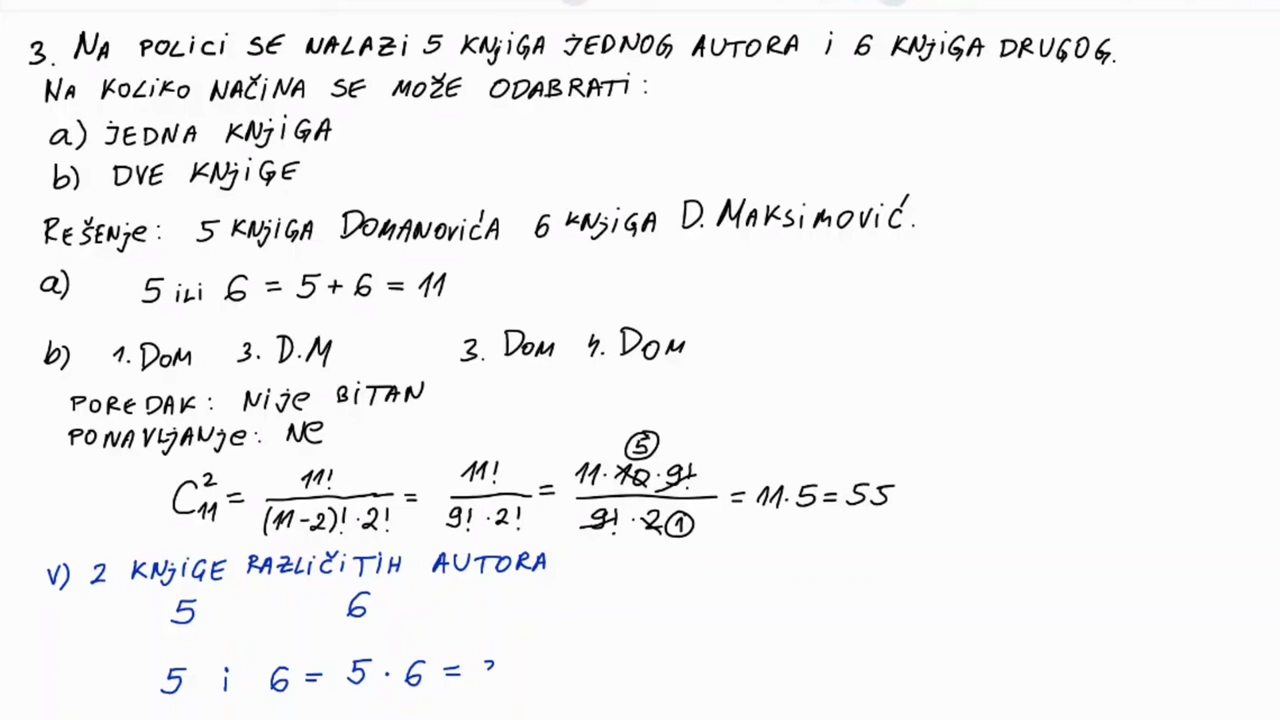 3. NA POLICI SE NALAZI 5 KNJIGA JEDNOG AUTORA I 6 KNJIGA DRUGOG.
NA KOLIKO NAČINA SE MOŽE ODABRATI:
a) JEDNA KNJIGA
b) DVE KNJIGE
REŠENJE: 5 KNJIGA DOMANOVIĆA 6 KNJIGA D. MAKSIMOVIĆ.
a) 5 ILI 6 = 5 + 6 = 11
b) 1. DOM 3. D.M 3. DOM 4. DOM
POREDAK: NIJE BITAN
PONAVLJANJE: NE
C₁₁² = 11! / (11-2)! · 2! = 11! / 9! · 2! = 11 · 10 ⑤ · 9! / 9! · 2 ① = 11 · 5 = 55
V) 2 KNJIGE RAZLIČITIH AUTORA
5 6
5 i 6 = 5 · 6 =